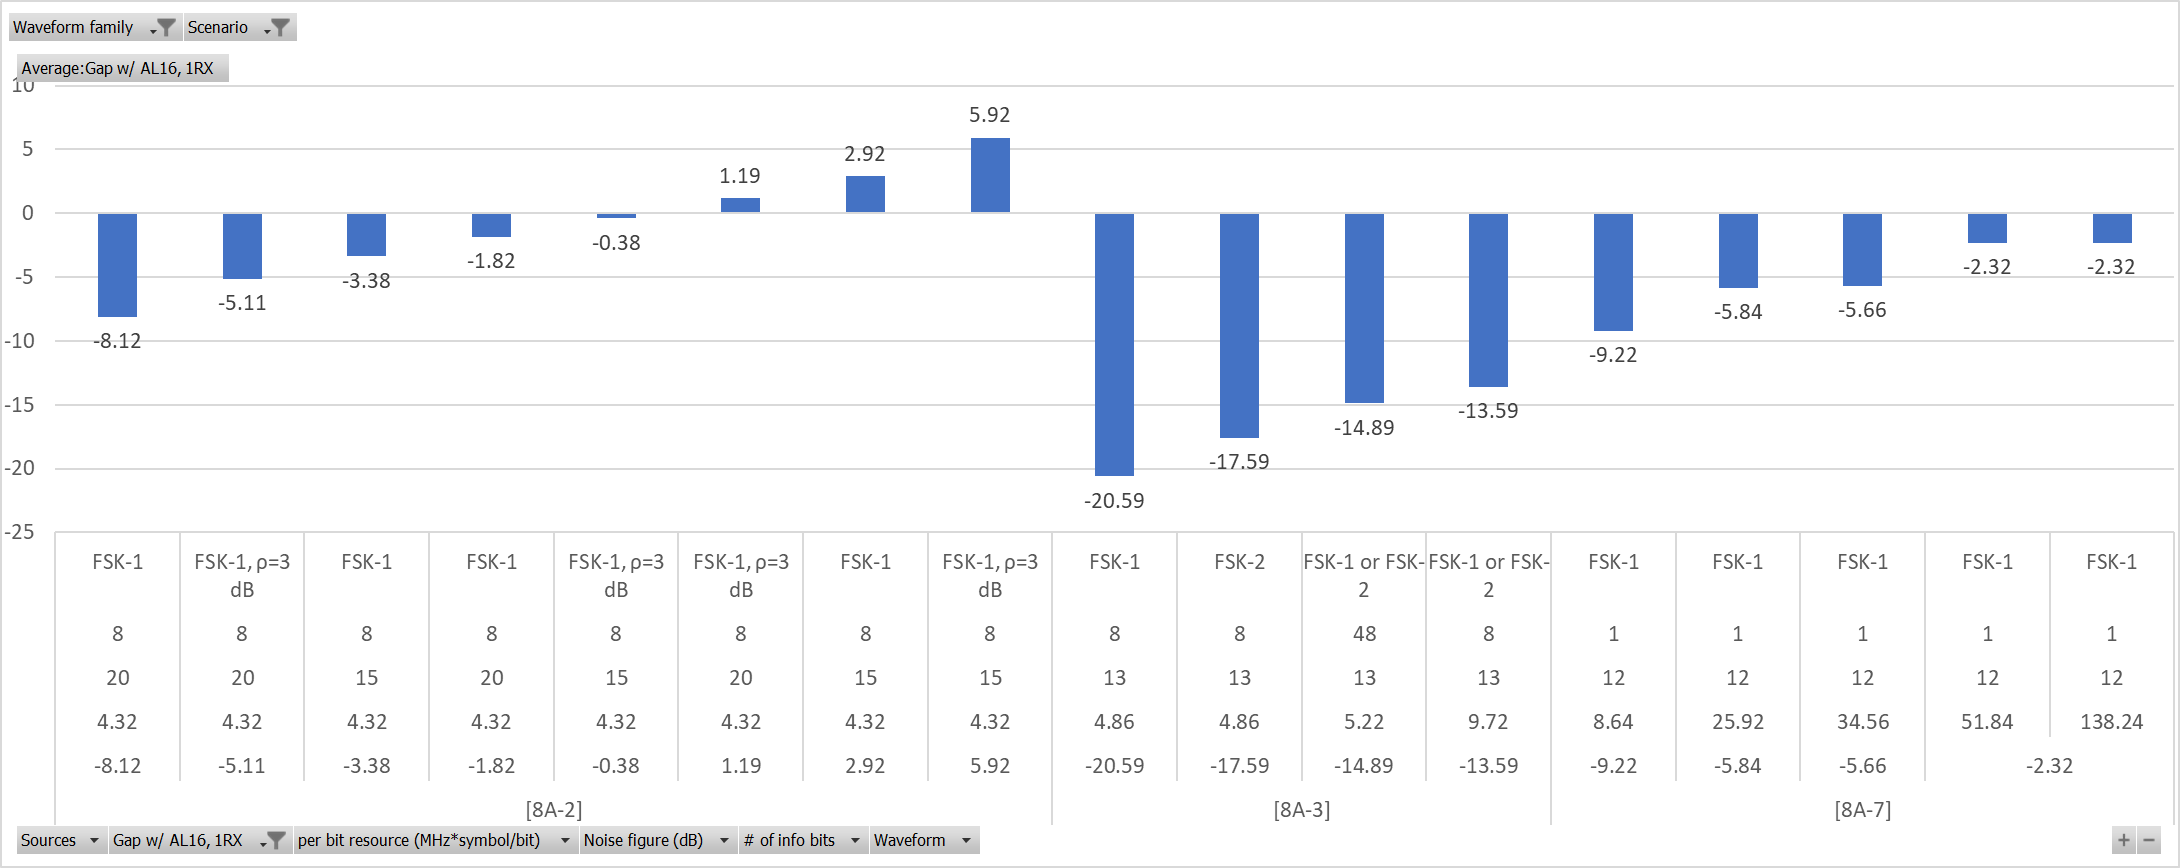 Waveform family Scenario
Average:Gap w/ AL16, 1RX
10
5
0
-5
-10
-15
-20
-25
-8.12 -5.11 -3.38 -1.82 -0.38 1.19 2.92 5.92 -20.59 -17.59 -14.89 -13.59 -9.22 -5.84 -5.66 -2.32 -2.32
FSK-1 FSK-1, ρ=3 FSK-1 FSK-1 FSK-1, ρ=3 FSK-1, ρ=3 FSK-1 FSK-1, ρ=3 FSK-1 FSK-2 FSK-1 or FSK- FSK-1 or FSK- FSK-1 FSK-1 FSK-1 FSK-1 FSK-1
dB dB dB dB 2 2
8 8 8 8 8 8 8 8 8 8 48 8 1 1 1 1 1
20 20 15 20 15 20 15 15 13 13 13 13 12 12 12 12 12
4.32 4.32 4.32 4.32 4.32 4.32 4.32 4.32 4.86 4.86 5.22 9.72 8.64 25.92 34.56 51.84 138.24
-8.12 -5.11 -3.38 -1.82 -0.38 1.19 2.92 5.92 -20.59 -17.59 -14.89 -13.59 -9.22 -5.84 -5.66 -2.32
[8A-2] [8A-3] [8A-7]
Sources Gap w/ AL16, 1RX per bit resource (MHz*symbol/bit) Noise figure (dB) # of info bits Waveform